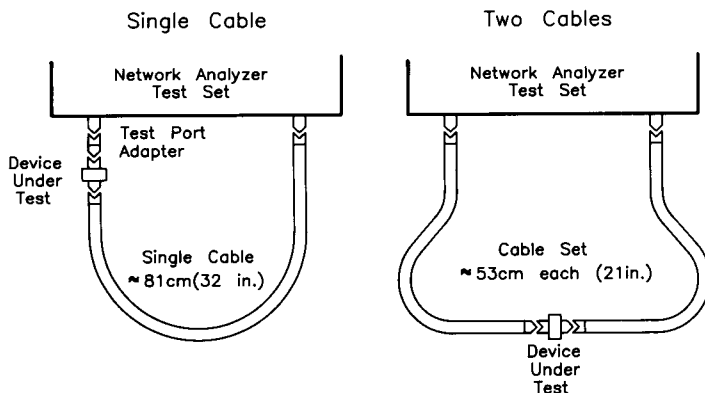 Single Cable
Network Analyzer
Test Set
Test Port
Adapter
Device
Under
Test
Single Cable
≈81cm(32 in.)
Two Cables
Network Analyzer
Test Set
Cable Set
≈53cm each (21in.)
Device
Under
Test